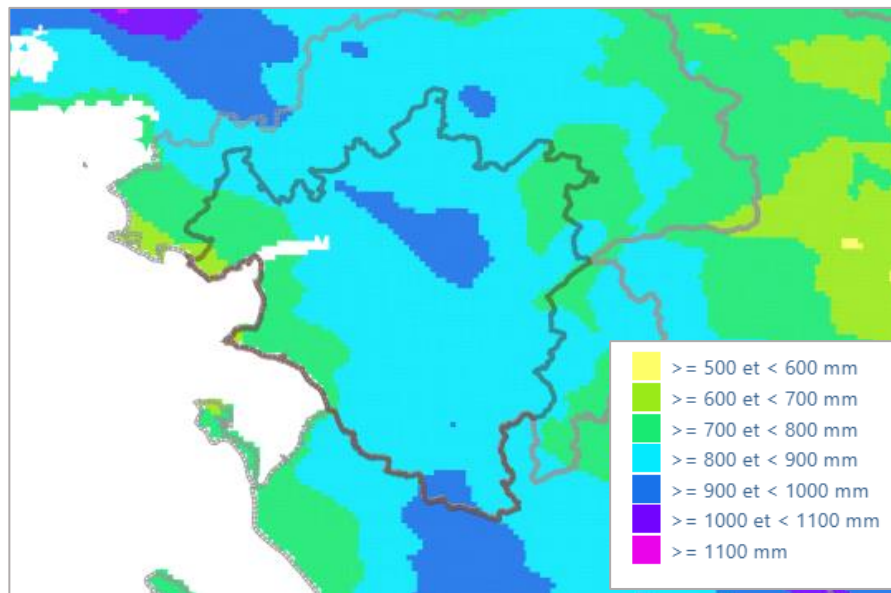 >= 500 et < 600 mm
>= 600 et < 700 mm
>= 700 et < 800 mm
>= 800 et < 900 mm
>= 900 et < 1000 mm
>= 1000 et < 1100 mm
>= 1100 mm